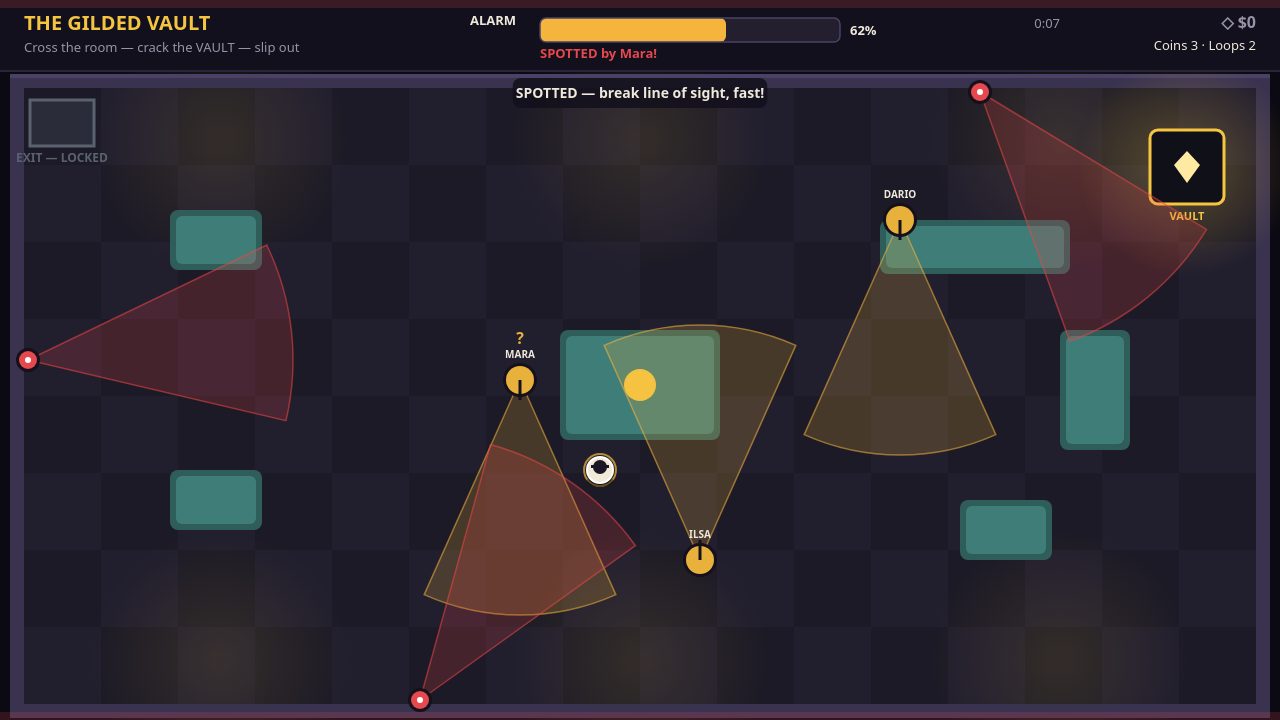 THE GILDED VAULT
Cross the room — crack the VAULT — slip out
ALARM
62%
SPOTTED by Mara!
0:07
◇ $0
Coins 3 · Loops 2
SPOTTED — break line of sight, fast!
EXIT — LOCKED
VAULT
DARIO
?
MARA
ILSA